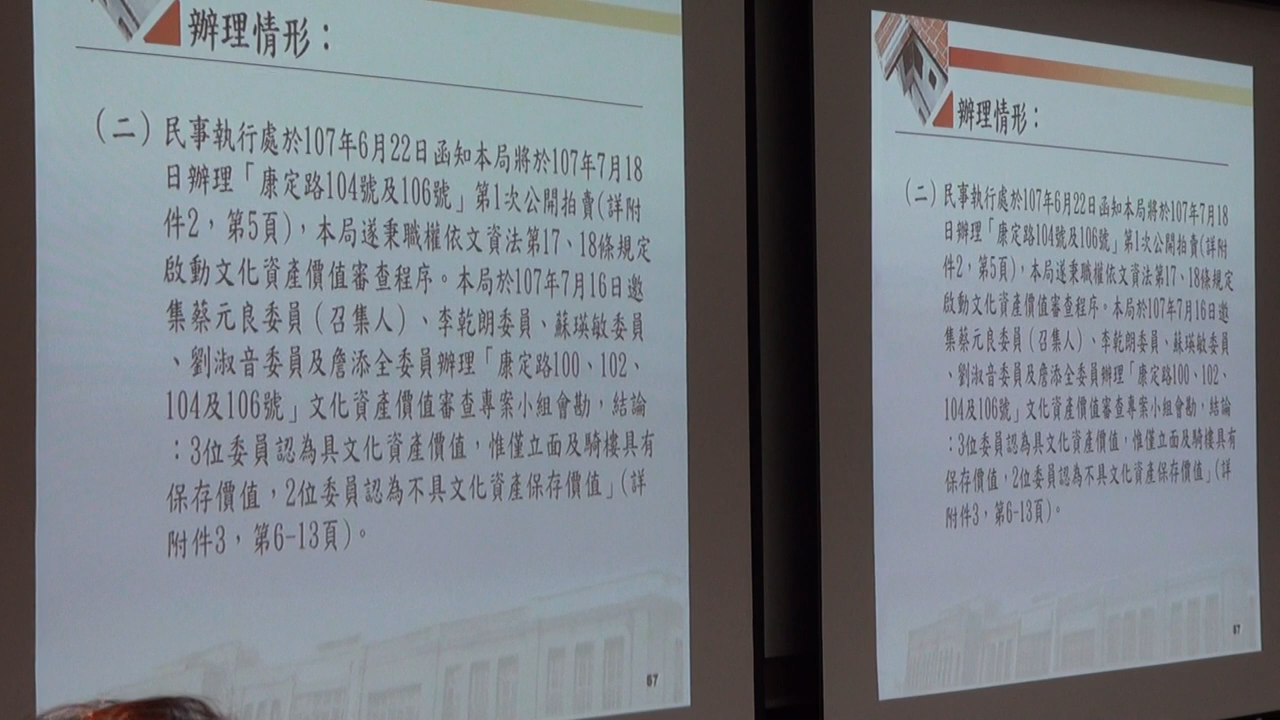 辦理情形：
（二）民事執行處於107年6月22日函知本局將於107年7月18
日辦理「康定路104號及106號」第1次公開拍賣(詳附
件2，第5頁)，本局遂秉職權依文資法第17、18條規定
啟動文化資產價值審查程序。本局於107年7月16日邀
集蔡元良委員（召集人）、李乾朗委員、蘇瑛敏委員
、劉淑音委員及詹添全委員辦理「康定路100、102、
104及106號」文化資產價值審查專案小組會勘，結論
：3位委員認為具文化資產價值，惟僅立面及騎樓具有
保存價值，2位委員認為不具文化資產保存價值」(詳
附件3，第6-13頁)。
67
辦理情形：
（二）民事執行處於107年6月22日函知本局將於107年7月18
日辦理「康定路104號及106號」第1次公開拍賣(詳附
件2，第5頁)，本局遂秉職權依文資法第17、18條規定
啟動文化資產價值審查程序。本局於107年7月16日邀
集蔡元良委員（召集人）、李乾朗委員、蘇瑛敏委員
、劉淑音委員及詹添全委員辦理「康定路100、102、
104及106號」文化資產價值審查專案小組會勘，結論
：3位委員認為具文化資產價值，惟僅立面及騎樓具有
保存價值，2位委員認為不具文化資產保存價值」(詳
附件3，第6-13頁)。
67